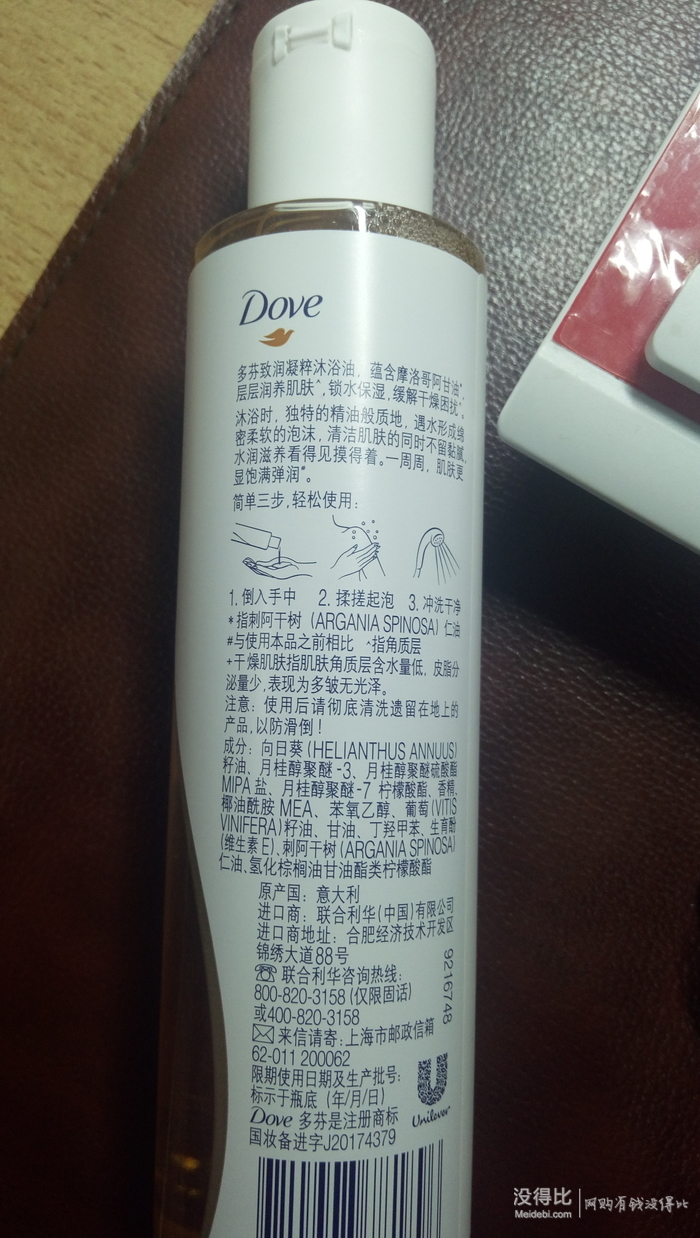 Dove
多芬致润凝粹沐浴油，蕴含摩洛哥阿甘油*，
层层润养肌肤^，锁水保湿，缓解干燥困扰^。
沐浴时，独特的精油般质地，遇水形成绵
密柔软的泡沫，清洁肌肤的同时不留黏腻，
水润滋养看得见摸得着。一周周，肌肤更
显饱满弹润#。
简单三步，轻松使用：
1. 倒入手中 2. 揉搓起泡 3. 冲洗干净
*指刺阿干树（ARGANIA SPINOSA）仁油
#与使用本品之前相比 ^指角质层
+干燥肌肤指肌肤角质层含水量低，皮脂分
泌量少，表现为多皱无光泽。
注意：使用后请彻底清洗遗留在地上的
产品，以防滑倒！
成分：向日葵（HELIANTHUS ANNUUS）
籽油、月桂醇聚醚-3、月桂醇聚醚硫酸酯
MIPA 盐、月桂醇聚醚-7 柠檬酸酯、香精、
椰油酰胺 MEA、苯氧乙醇、葡萄（VITIS
VINIFERA）籽油、甘油、丁羟甲苯、生育酚
(维生素 E)、刺阿干树（ARGANIA SPINOSA）
仁油、氢化棕榈油甘油酯类柠檬酸酯
原产国：意大利
进口商：联合利华（中国）有限公司
进口商地址：合肥经济技术开发区
锦绣大道88号
联合利华咨询热线：
800-820-3158（仅限固话）
或400-820-3158
来信请寄：上海市邮政信箱
62-011 200062
限期使用日期及生产批号：
标示于瓶底（年/月/日）
Dove 多芬是注册商标
国妆备进字J20174379
9216748
Unilever
没得比
Meidebi.com
网购有钱没得比